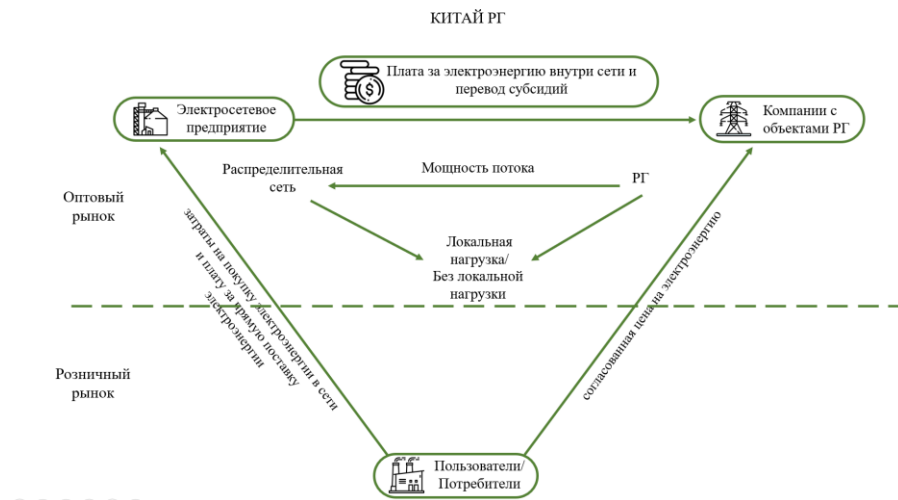 КИТАЙ РГ
Плата за электроэнергию внутри сети и
перевод субсидий
Электросетевое
предприятие
Компании с
объектами РГ
Распределительная
сеть
Мощность потока
РГ
Оптовый
рынок
Локальная
нагрузка/
Без локальной
нагрузки
затраты на покупку электроэнергии в сети
и плату за прямую поставку
электроэнергии
согласованная цена на электроэнергию
Розничный
рынок
Пользователи/
Потребители